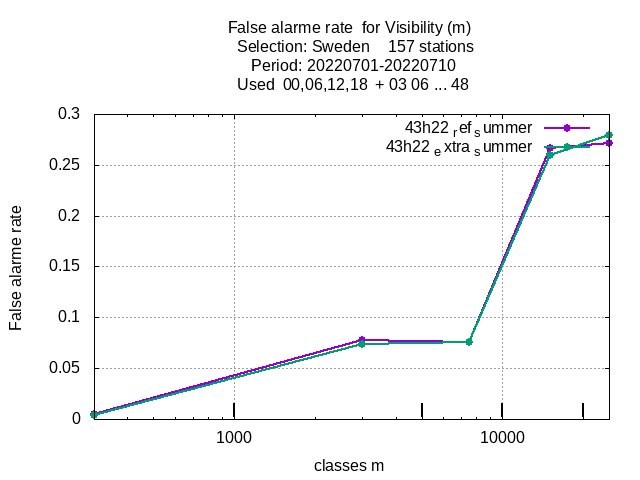 False alarme rate  for Visibility (m)
Selection: Sweden    157 stations
Period: 20220701-20220710
Used  00,06,12,18  + 03 06 ... 48
0.3
43h22 ref summer
43h22 extra summer
0.25
0.2
0.15
0.1
0.05
0
False alarme rate
1000
10000
classes m